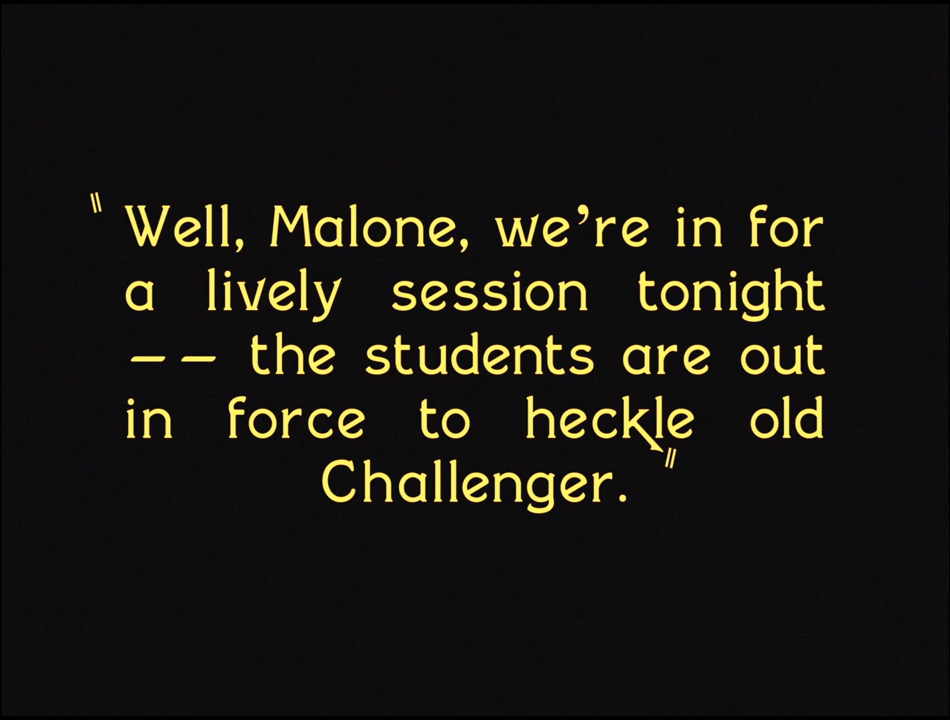 "Well, Malone, we're in for
a lively session tonight
-- the students are out
in force to heckle old
Challenger."